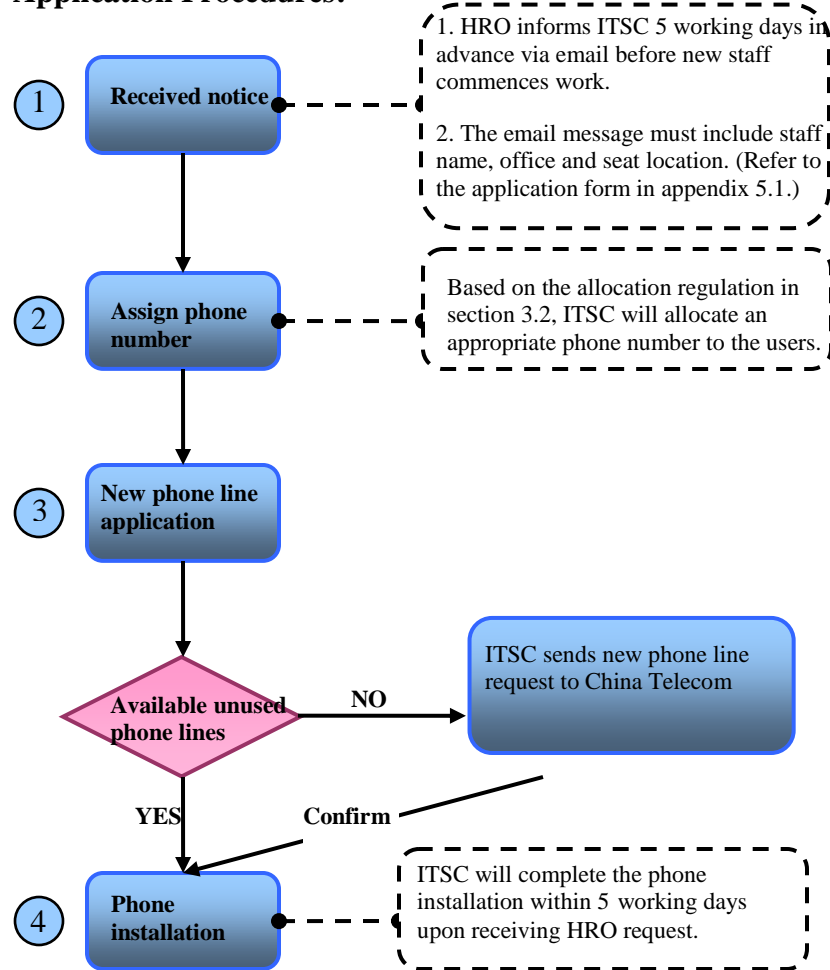 Application Procedures:
1
Received notice
1. HRO informs ITSC 5 working days in
advance via email before new staff
commences work.
2. The email message must include staff
name, office and seat location. (Refer to
the application form in appendix 5.1.)
2
Assign phone
number
Based on the allocation regulation in
section 3.2, ITSC will allocate an
appropriate phone number to the users.
3
New phone line
application
Available unused
phone lines
NO
ITSC sends new phone line
request to China Telecom
YES
Confirm
4
Phone
installation
ITSC will complete the phone
installation within 5 working days
upon receiving HRO request.